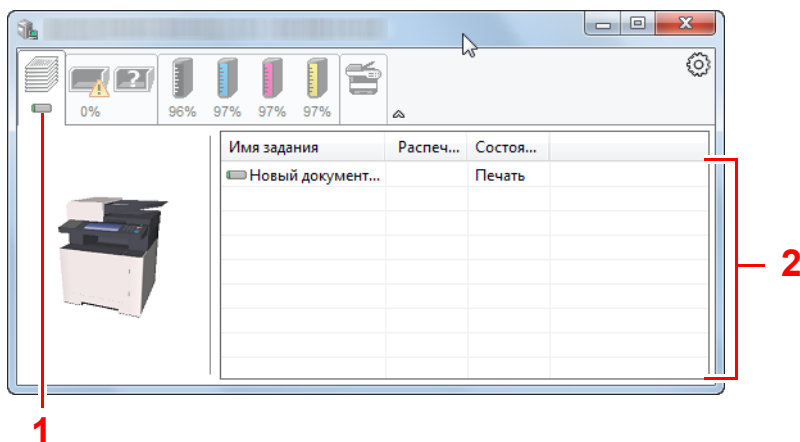 ?
0% 96% 97% 97% 97%
Имя задания Распеч... Состоя...
Новый документ... Печать
2
1